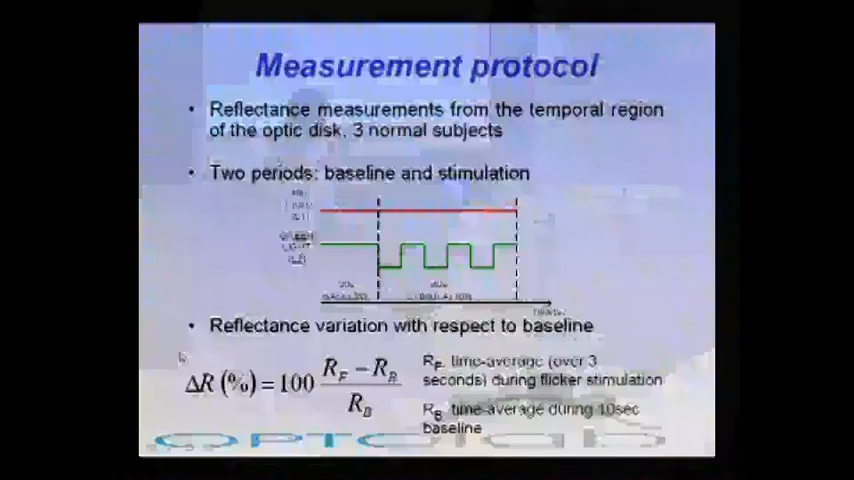 Measurement protocol
• Reflectance measurements from the temporal region
of the optic disk, 3 normal subjects
• Two periods: baseline and stimulation
LIGHT
• Reflectance variation with respect to baseline
ΔR (%) = 100 (R_F − R_B) / R_B
R_F: time-average (over 3
seconds) during flicker stimulation
R_B: time-average during 10sec
baseline
OPTOlab